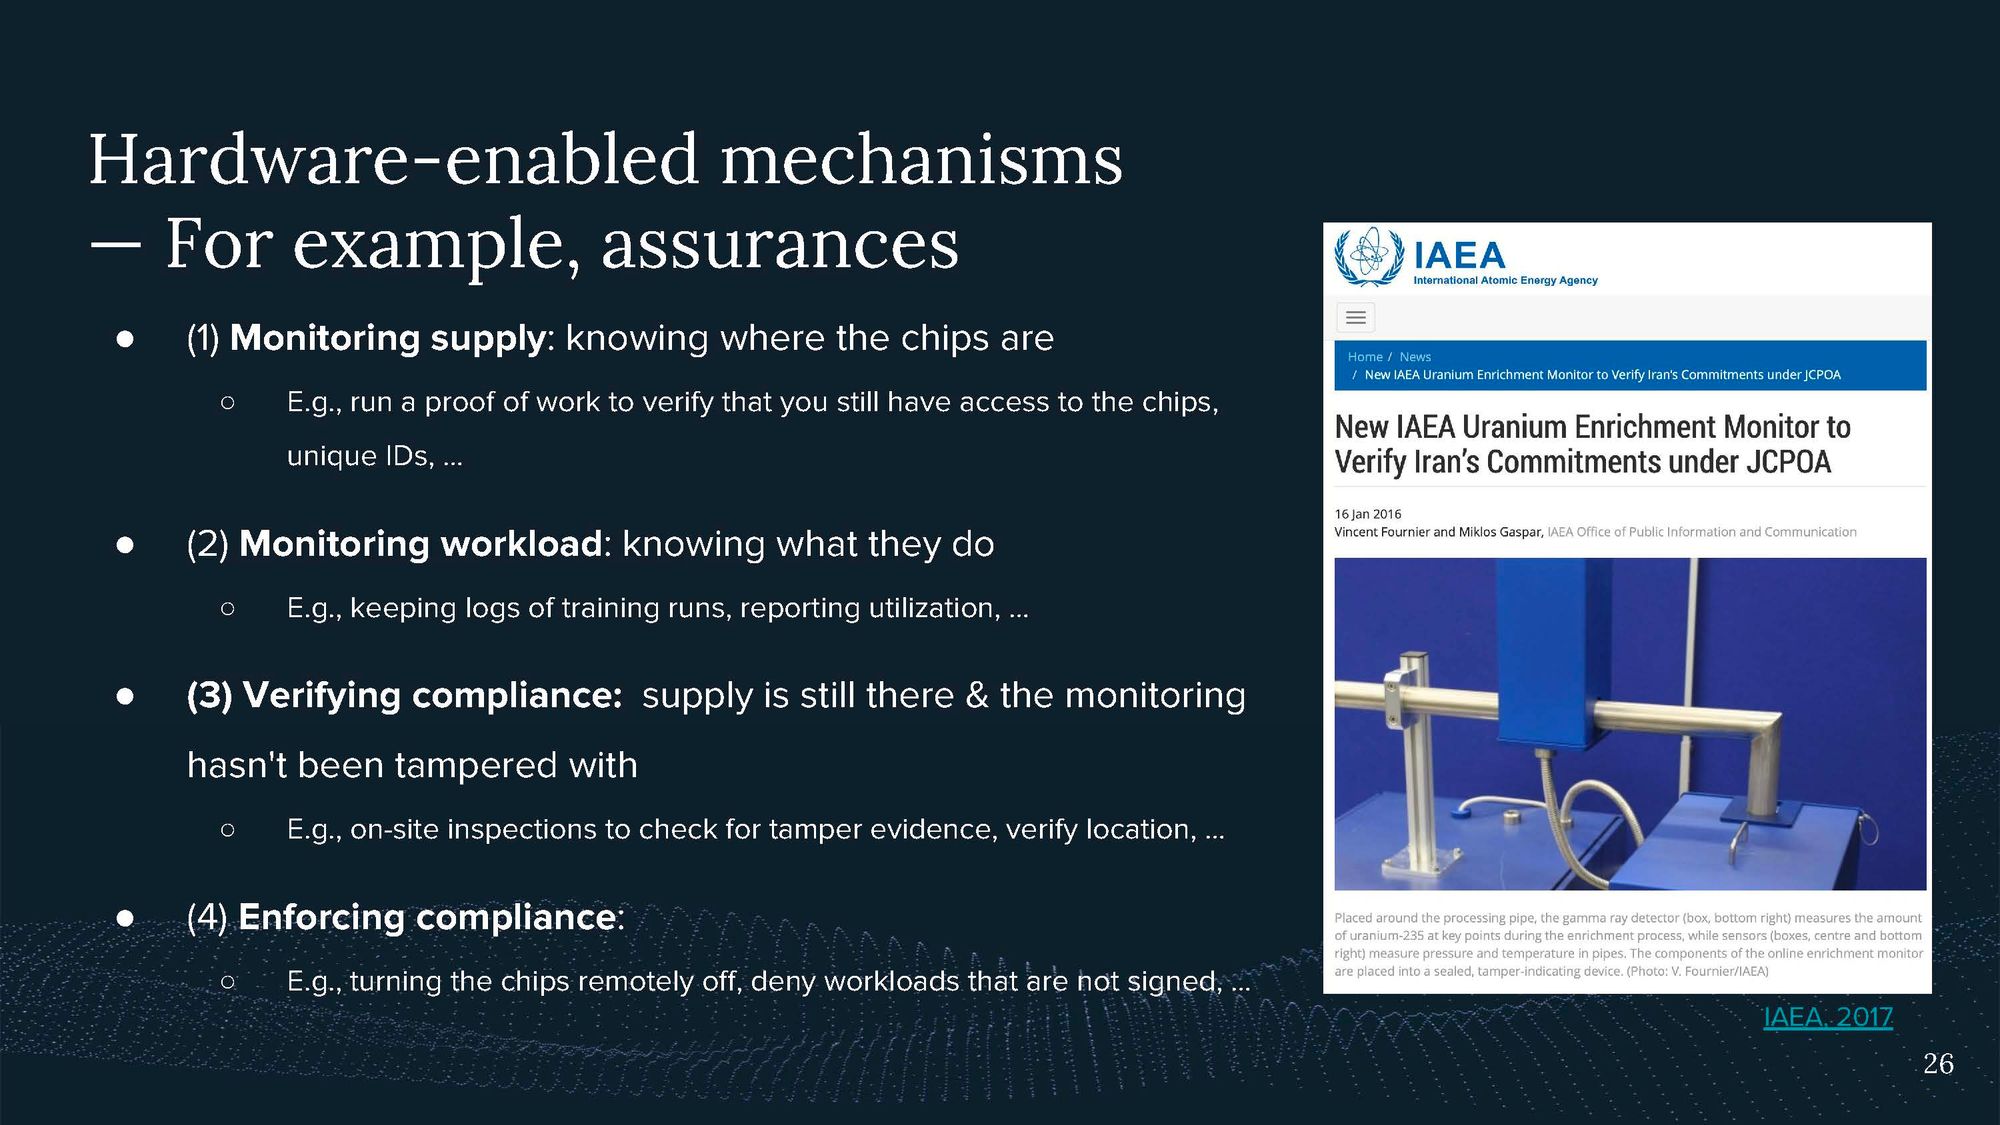 Hardware-enabled mechanisms
— For example, assurances
● (1) Monitoring supply: knowing where the chips are
○ E.g., run a proof of work to verify that you still have access to the chips,
unique IDs, ...
● (2) Monitoring workload: knowing what they do
○ E.g., keeping logs of training runs, reporting utilization, ...
● (3) Verifying compliance: supply is still there & the monitoring
hasn't been tampered with
○ E.g., on-site inspections to check for tamper evidence, verify location, ...
● (4) Enforcing compliance:
○ E.g., turning the chips remotely off, deny workloads that are not signed, ...
IAEA
International Atomic Energy Agency
Home / News
/ New IAEA Uranium Enrichment Monitor to Verify Iran's Commitments under JCPOA
New IAEA Uranium Enrichment Monitor to
Verify Iran's Commitments under JCPOA
16 Jan 2016
Vincent Fournier and Miklos Gaspar, IAEA Office of Public Information and Communication
Placed around the processing pipe, the gamma ray detector (box, bottom right) measures the amount
of uranium-235 at key points during the enrichment process, while sensors (boxes, centre and bottom
right) measure pressure and temperature in pipes. The components of the online enrichment monitor
are placed into a sealed, tamper-indicating device. (Photo: V. Fournier/IAEA)
IAEA, 2017
26